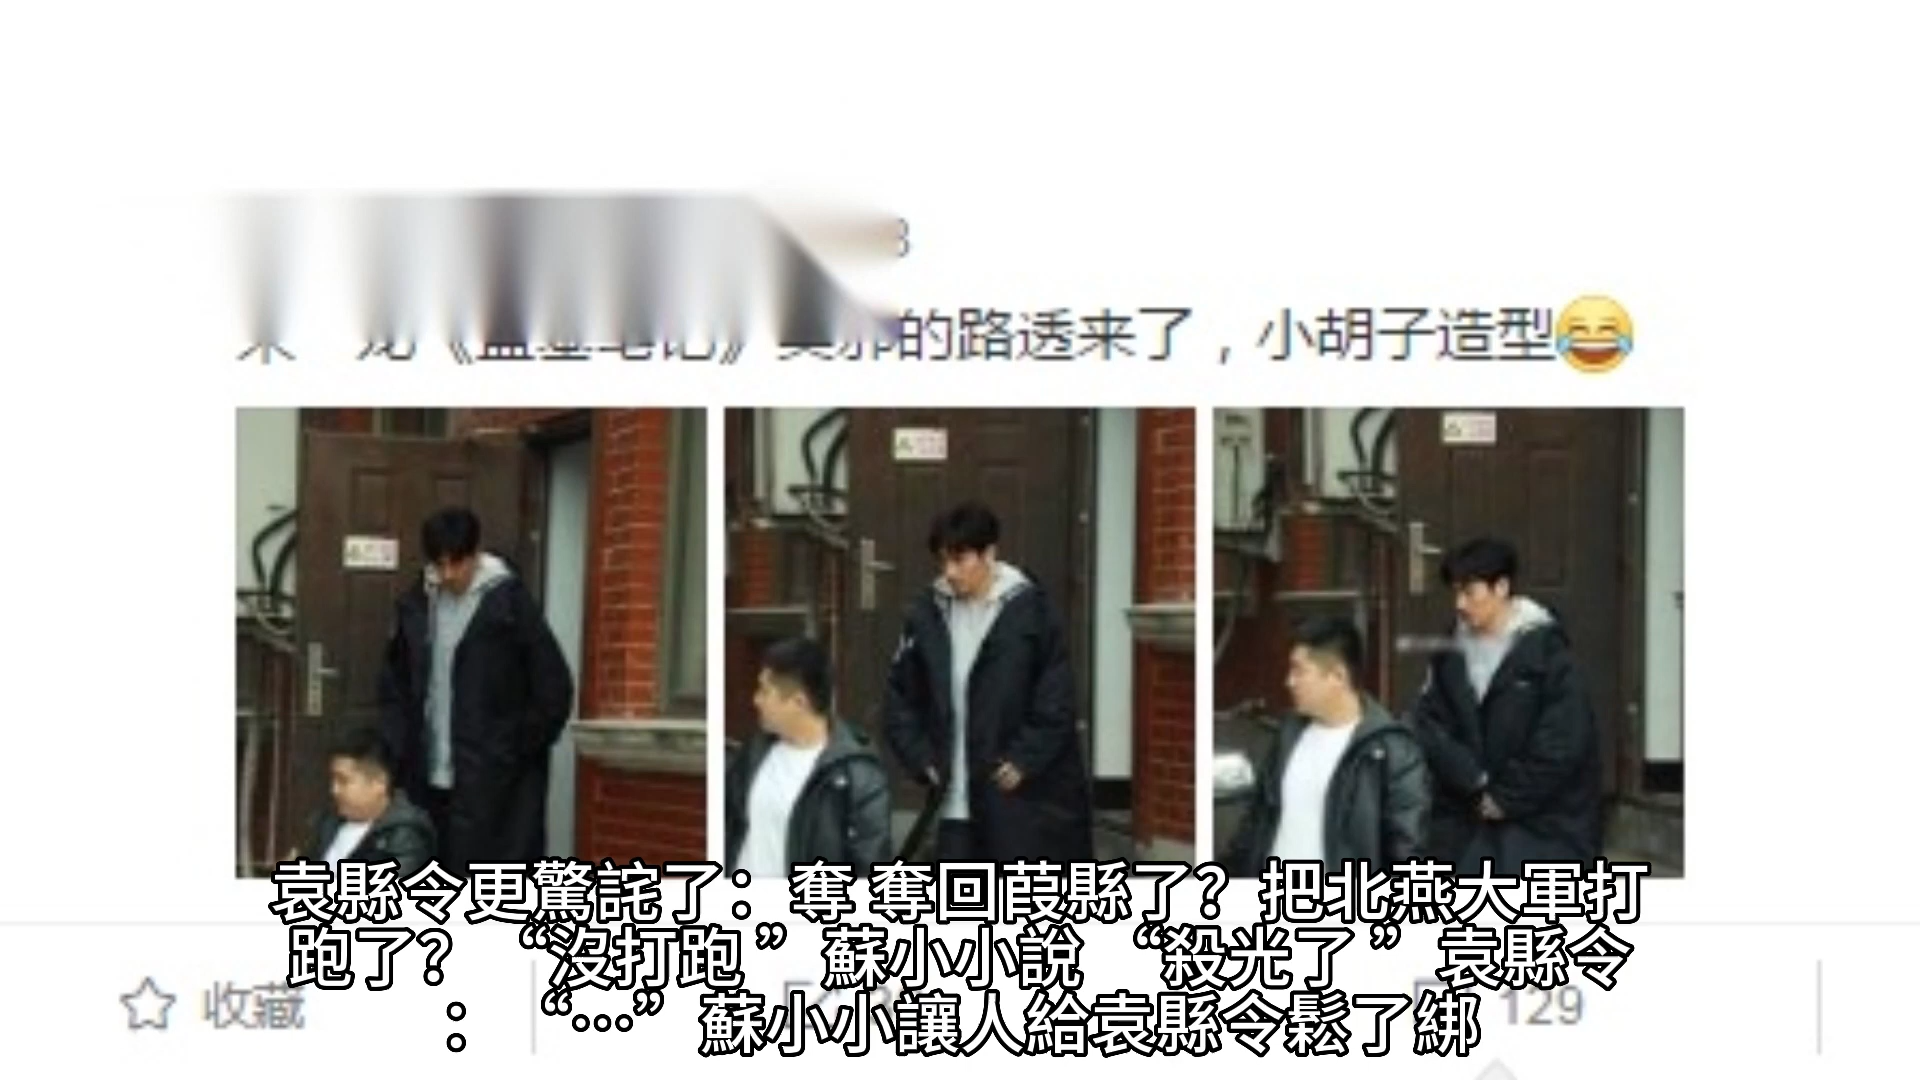 的路透来了，小胡子造型😂
袁縣令更驚詫了：奪 奪回葭縣了？把北燕大軍打
跑了？“沒打跑”蘇小小說 “殺光了”袁縣令
：“…”蘇小小讓人給袁縣令鬆了綁
收藏
129